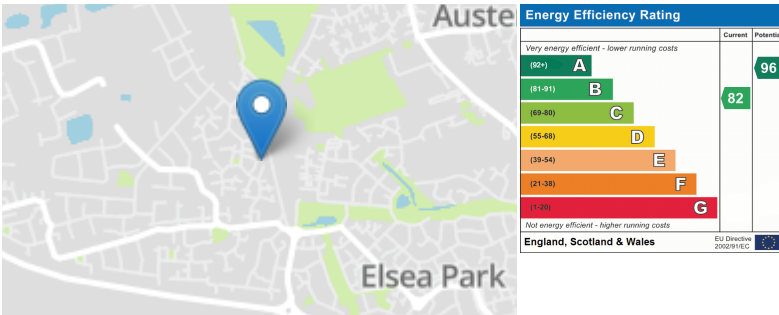 Auste
Elsea Park
Energy Efficiency Rating
Current Potentia
Very energy efficient - lower running costs
(92+) A
96
(81-91) B
82
(69-80) C
(55-68) D
(39-54) E
(21-38) F
(1-20) G
Not energy efficient - higher running costs
England, Scotland & Wales
EU Directive
2002/91/EC